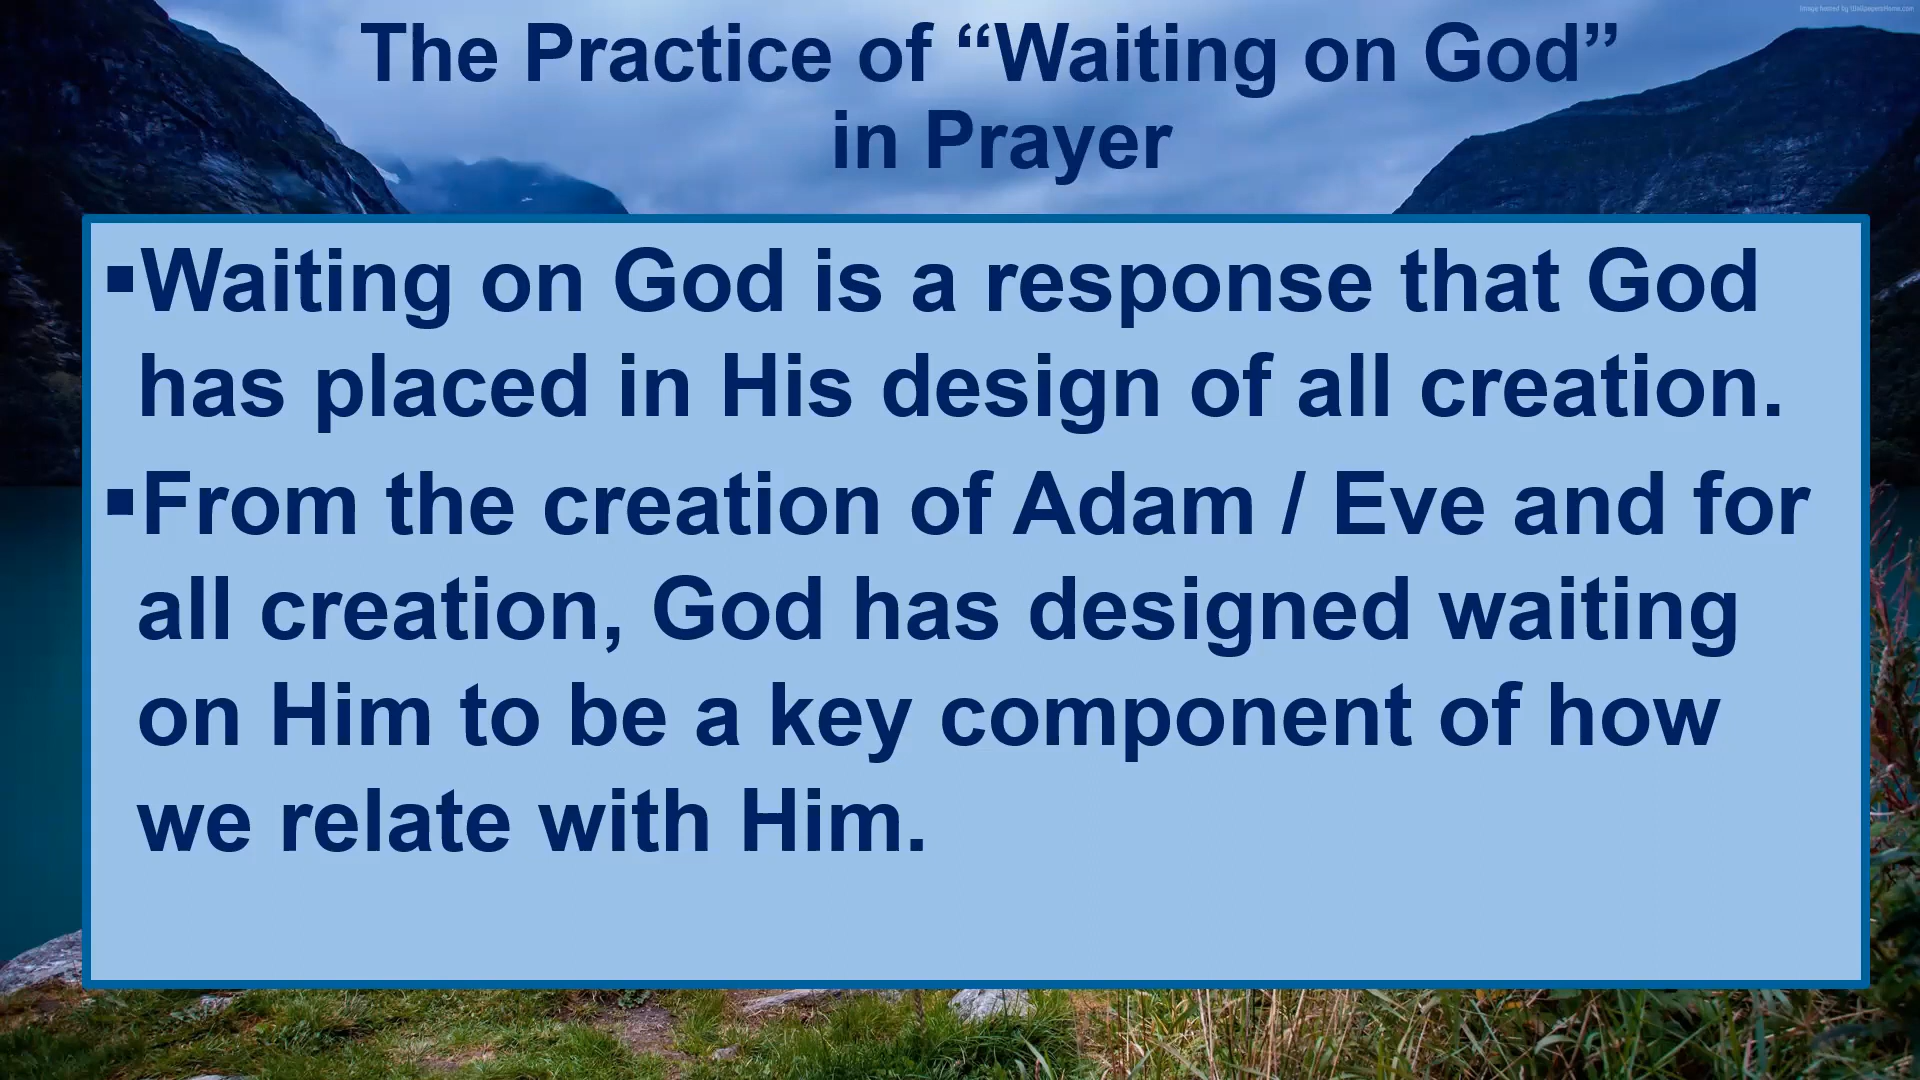 The Practice of “Waiting on God”
in Prayer
▪Waiting on God is a response that God
has placed in His design of all creation.
▪From the creation of Adam / Eve and for
all creation, God has designed waiting
on Him to be a key component of how
we relate with Him.